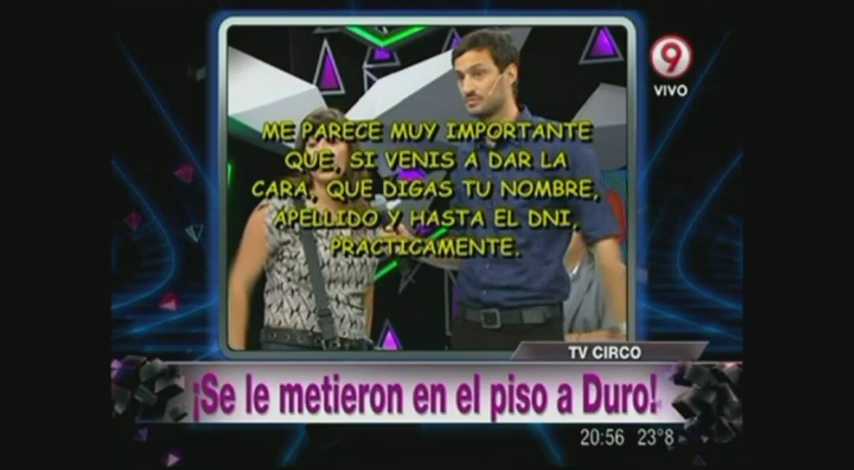 9
VIVO
ME PARECE MUY IMPORTANTE
QUE, SI VENIS A DAR LA
CARA, QUE DIGAS TU NOMBRE,
APELLIDO Y HASTA EL DNI,
PRACTICAMENTE.
TV CIRCO
¡Se le metieron en el piso a Duro!
20:56 23°8